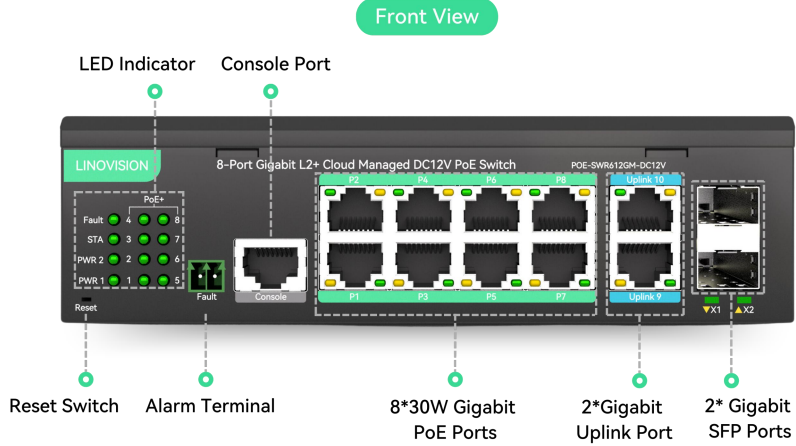 Front View
LED Indicator
Console Port
LINOVISION
8-Port Gigabit L2+ Cloud Managed DC12V PoE Switch
POE-SWR612GM-DC12V
P2
P4
P6
P8
Uplink 10
PoE+
Fault 4 8
STA 3 7
PWR 2 2 6
PWR 1 1 5
Reset
Fault
Console
P1
P3
P5
P7
Uplink 9
▼X1
▲X2
Reset Switch
Alarm Terminal
8*30W Gigabit
PoE Ports
2*Gigabit
Uplink Port
2* Gigabit
SFP Ports